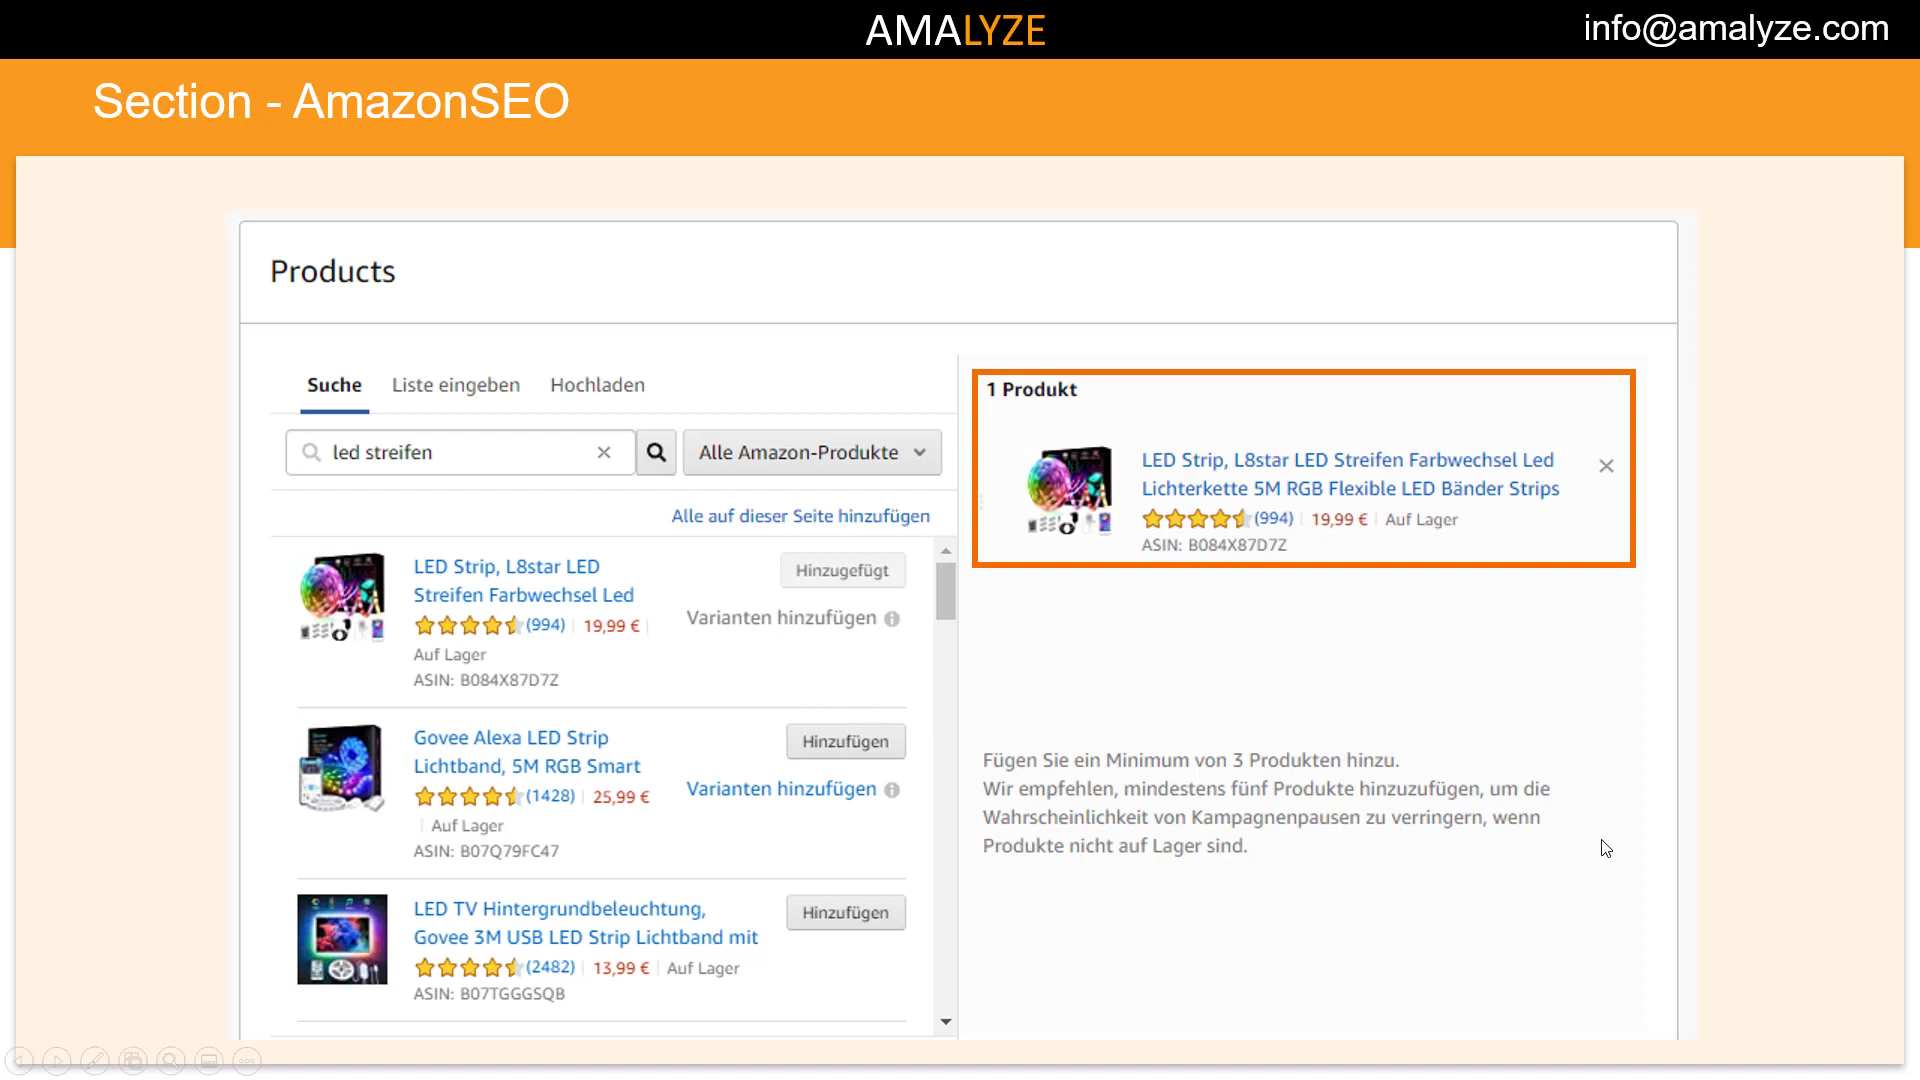 AMALYZE
info@amalyze.com
Section - AmazonSEO
Products
Suche
Liste eingeben
Hochladen
led streifen
Alle Amazon-Produkte
Alle auf dieser Seite hinzufügen
LED Strip, L8star LED
Streifen Farbwechsel Led
(994) | 19,99 € |
Auf Lager
ASIN: B084X87D7Z
Hinzugefügt
Varianten hinzufügen
Govee Alexa LED Strip
Lichtband, 5M RGB Smart
(1428) | 25,99 €
| Auf Lager
ASIN: B07Q79FC47
Hinzufügen
Varianten hinzufügen
LED TV Hintergrundbeleuchtung,
Govee 3M USB LED Strip Lichtband mit
(2482) | 13,99 € | Auf Lager
ASIN: B07TGGGSQB
Hinzufügen
1 Produkt
LED Strip, L8star LED Streifen Farbwechsel Led
Lichterkette 5M RGB Flexible LED Bänder Strips
(994) | 19,99 € | Auf Lager
ASIN: B084X87D7Z
Fügen Sie ein Minimum von 3 Produkten hinzu.
Wir empfehlen, mindestens fünf Produkte hinzuzufügen, um die
Wahrscheinlichkeit von Kampagnenpausen zu verringern, wenn
Produkte nicht auf Lager sind.